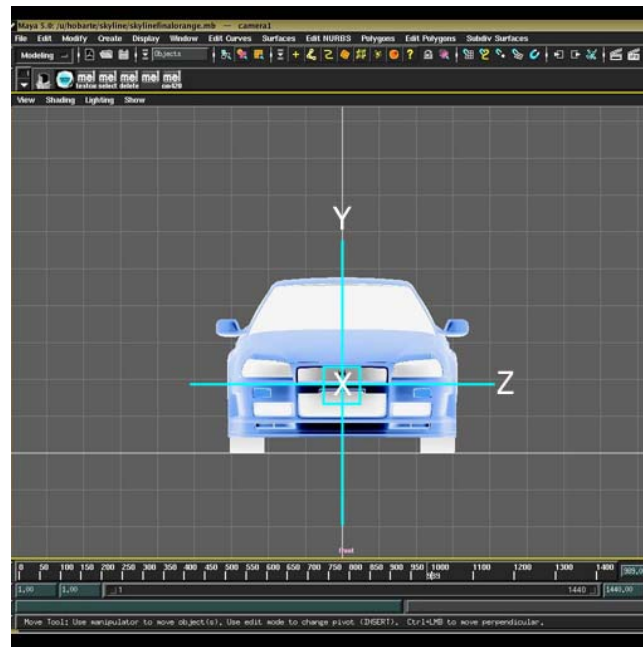 Maya 5.0: /u/hobarte/skyline/skylinefinalorange.mb — camera1
File Edit Modify Create Display Window Edit Curves Surfaces Edit NURBS Polygons Edit Polygons Subdiv Surfaces
Modeling Objects
mel mel mel mel mel
select delete
View Shading Lighting Show
Y
X
Z
0 50 100 150 200 250 300 350 400 450 500 550 600 650 700 750 800 850 900 950 1000 1100 1200 1300 1400
989
1.00 1.00 1 1440 1440.00
Move Tool: Use manipulator to move object(s). Use edit mode to change pivot (INSERT). Ctrl+LMB to move perpendicular.